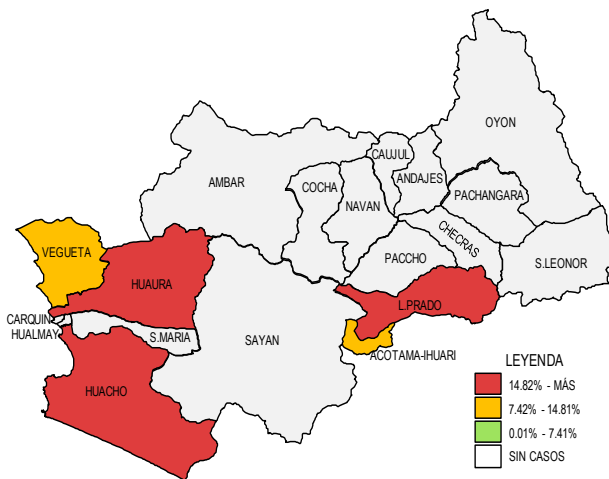 OYON
CAUJUL
ANDAJES
AMBAR
COCHA
NAVAN
PACHANGARA
CHECRAS
VEGUETA
PACCHO
S.LEONOR
HUAURA
L.PRADO
CARQUIN
HUALMAY
S.MARIA
SAYAN
ACOTAMA-IHUARI
HUACHO
LEYENDA
14.82% - MÁS
7.42% - 14.81%
0.01% - 7.41%
SIN CASOS